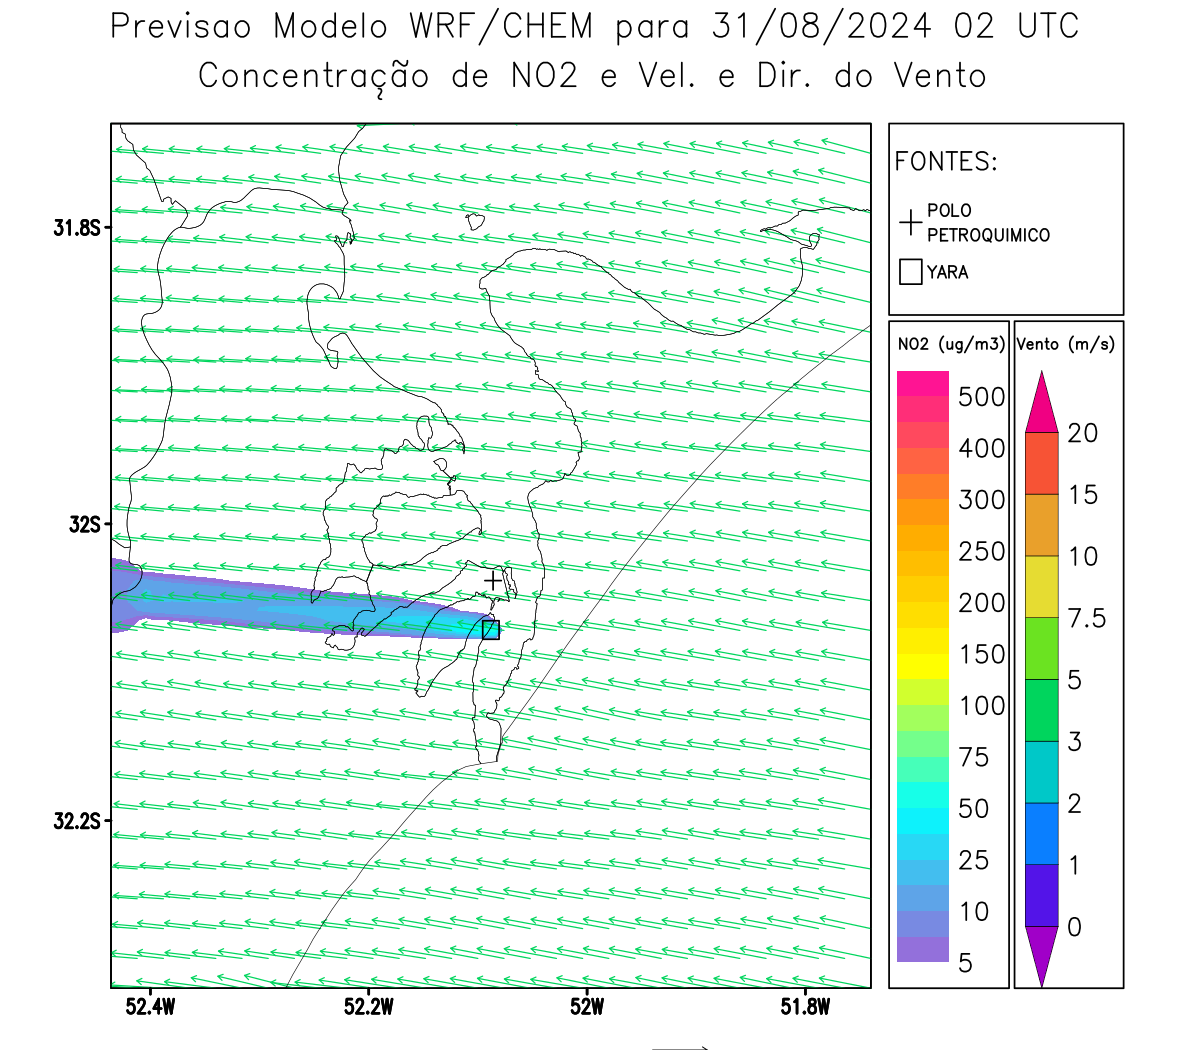 Previsao Modelo WRF/CHEM para 31/08/2024 02 UTC
Concentração de NO2 e Vel. e Dir. do Vento
FONTES:
POLO
PETROQUIMICO
YARA
31.8S
32S
32.2S
52.4W
52.2W
52W
51.8W
NO2 (ug/m3)
500
400
300
250
200
150
100
75
50
25
10
5
Vento (m/s)
20
15
10
7.5
5
3
2
1
0